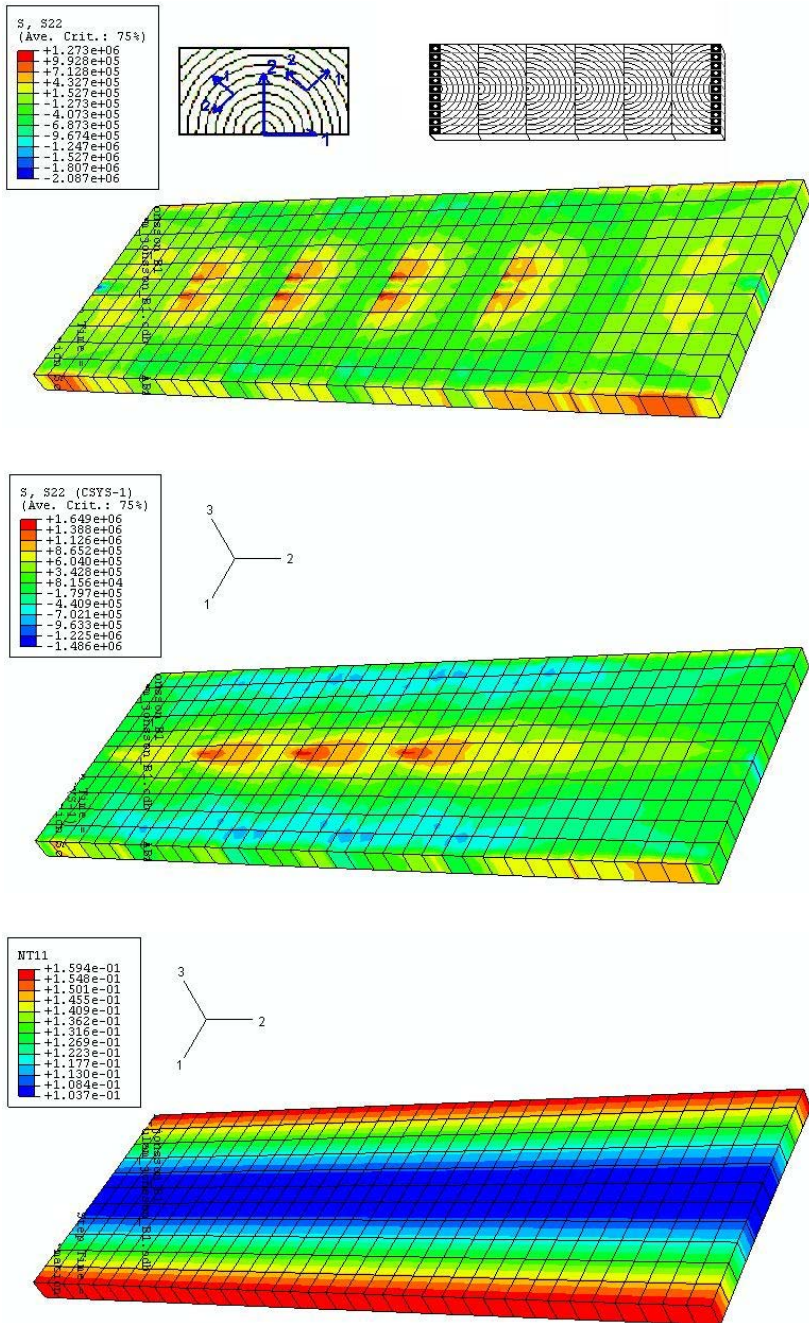 S, S22
(Ave. Crit.: 75%)
+1.273e+06
+9.928e+05
+7.128e+05
+4.327e+05
+1.527e+05
-1.273e+05
-4.073e+05
-6.873e+05
-9.674e+05
-1.247e+06
-1.527e+06
-1.807e+06
-2.087e+06
1
2
2
2
1
1
S, S22 (CSYS-1)
(Ave. Crit.: 75%)
+1.649e+06
+1.388e+06
+1.126e+06
+8.652e+05
+6.040e+05
+3.428e+05
+8.156e+04
-1.797e+05
-4.409e+05
-7.021e+05
-9.633e+05
-1.225e+06
-1.486e+06
3
2
1
NT11
+1.594e-01
+1.548e-01
+1.501e-01
+1.455e-01
+1.409e-01
+1.362e-01
+1.316e-01
+1.269e-01
+1.223e-01
+1.177e-01
+1.130e-01
+1.084e-01
+1.037e-01
3
2
1